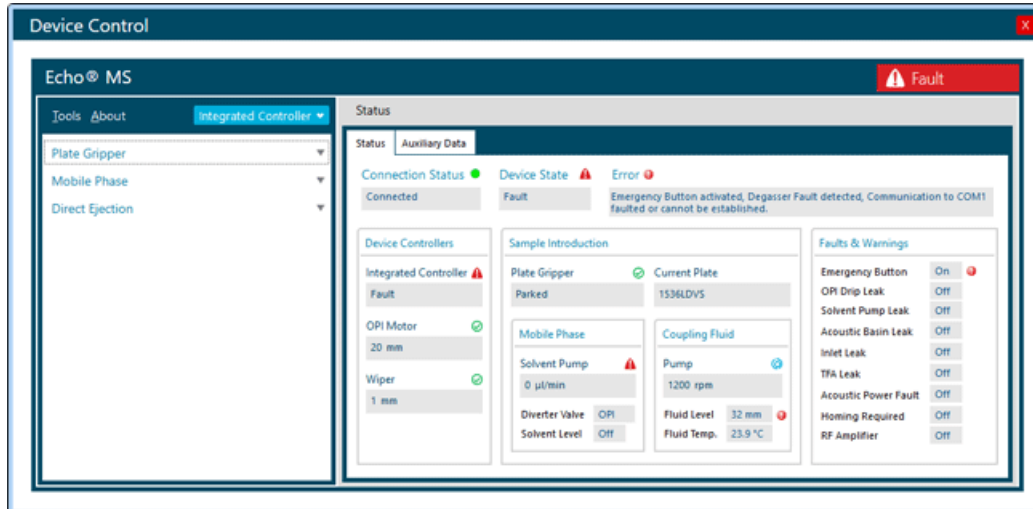 Device Control
X
Echo® MS
Fault
Tools About
Integrated Controller
Status
Plate Gripper
Mobile Phase
Direct Ejection
Status
Auxiliary Data
Connection Status
Device State
Error
Connected
Fault
Emergency Button activated, Degasser Fault detected, Communication to COM1
faulted or cannot be established.
Device Controllers
Integrated Controller
Fault
OPI Motor
20 mm
Wiper
1 mm
Sample Introduction
Plate Gripper
Parked
Current Plate
1536LDVS
Mobile Phase
Solvent Pump
0 µl/min
Diverter Valve OPI
Solvent Level Off
Coupling Fluid
Pump
1200 rpm
Fluid Level 32 mm
Fluid Temp. 23.9 °C
Faults & Warnings
Emergency Button On
OPI Drip Leak Off
Solvent Pump Leak Off
Acoustic Basin Leak Off
Inlet Leak Off
TFA Leak Off
Acoustic Power Fault Off
Homing Required Off
RF Amplifier Off